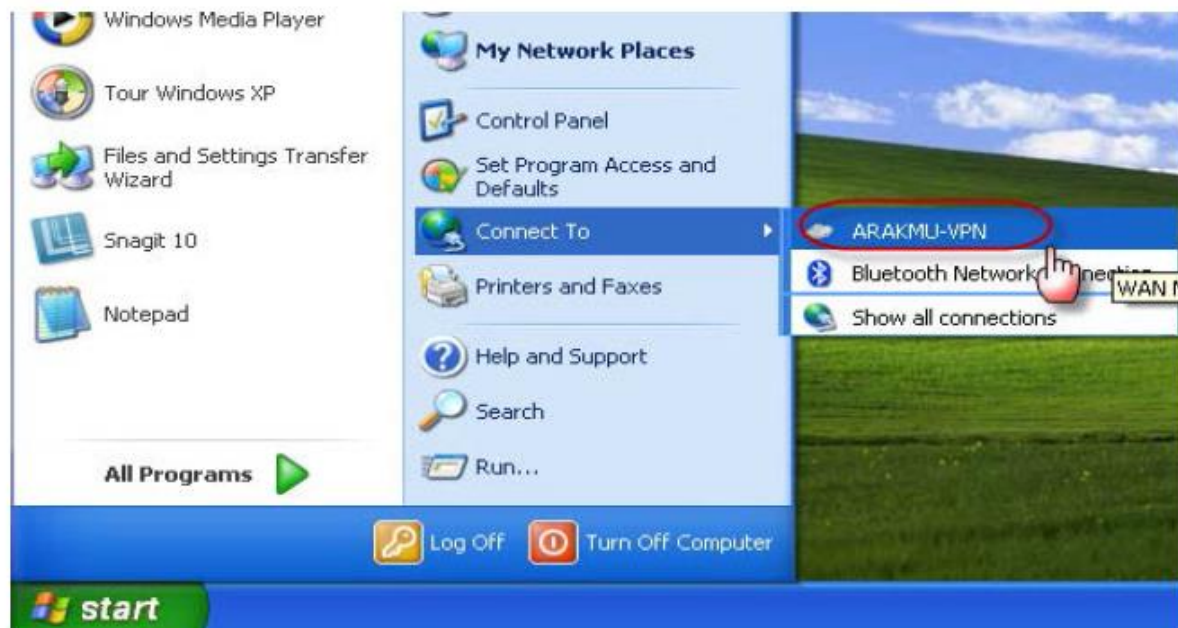 Windows Media Player
Tour Windows XP
Files and Settings Transfer
Wizard
Snagit 10
Notepad
All Programs
My Network Places
Control Panel
Set Program Access and
Defaults
Connect To
Printers and Faxes
Help and Support
Search
Run...
ARAKMU-VPN
Bluetooth Network
WAN
Show all connections
Log Off
Turn Off Computer
start